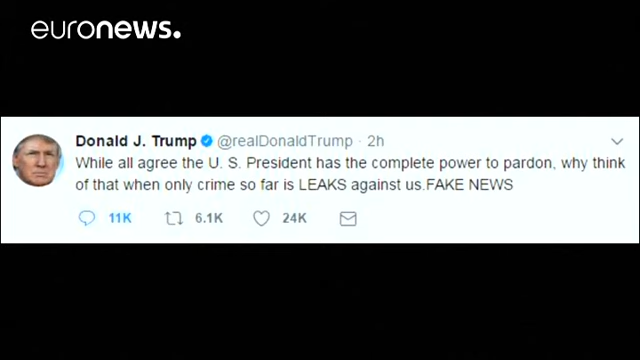 euronews.
Donald J. Trump @realDonaldTrump · 2h
While all agree the U. S. President has the complete power to pardon, why think
of that when only crime so far is LEAKS against us.FAKE NEWS
11K 6.1K 24K